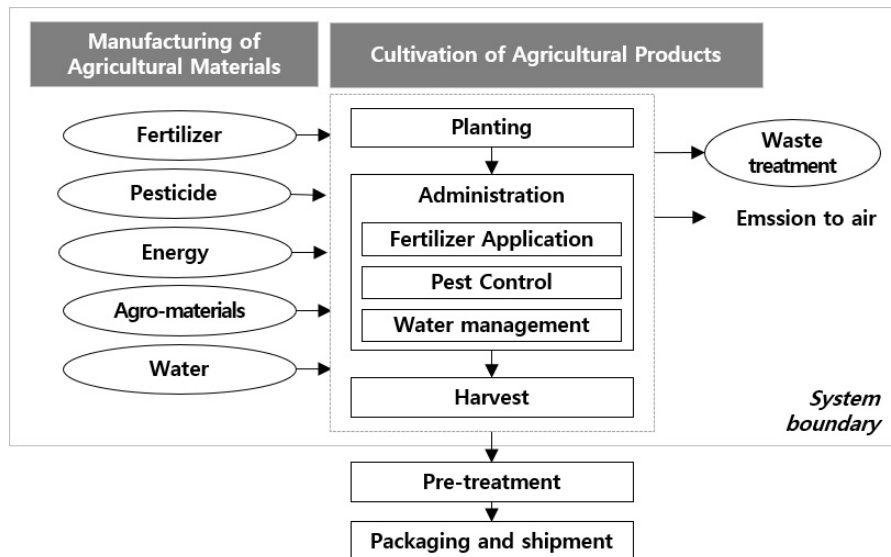 Manufacturing of
Agricultural Materials
Cultivation of Agricultural Products
Fertilizer
Pesticide
Energy
Agro-materials
Water
Planting
Administration
Fertilizer Application
Pest Control
Water management
Harvest
Waste
treatment
Emssion to air
System
boundary
Pre-treatment
Packaging and shipment